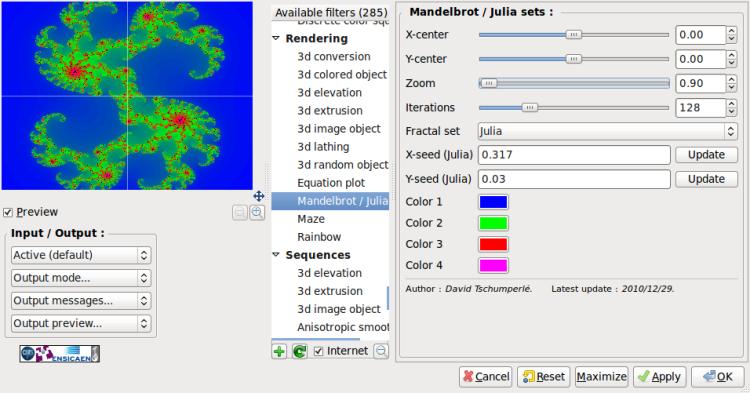 Preview
Input / Output :
Active (default)
Output mode...
Output messages...
Output preview...
ENSICAEN
Available filters (285)
Discrete color squ
Rendering
3d conversion
3d colored object
3d elevation
3d extrusion
3d image object
3d lathing
3d random object
Equation plot
Mandelbrot / Julia
Maze
Rainbow
Sequences
3d elevation
3d extrusion
3d image object
Anisotropic smoot
Internet
Mandelbrot / Julia sets :
X-center 0.00
Y-center 0.00
Zoom 0.90
Iterations 128
Fractal set Julia
X-seed (Julia) 0.317 Update
Y-seed (Julia) 0.03 Update
Color 1
Color 2
Color 3
Color 4
Author : David Tschumperlé. Latest update : 2010/12/29.
Cancel Reset Maximize Apply OK